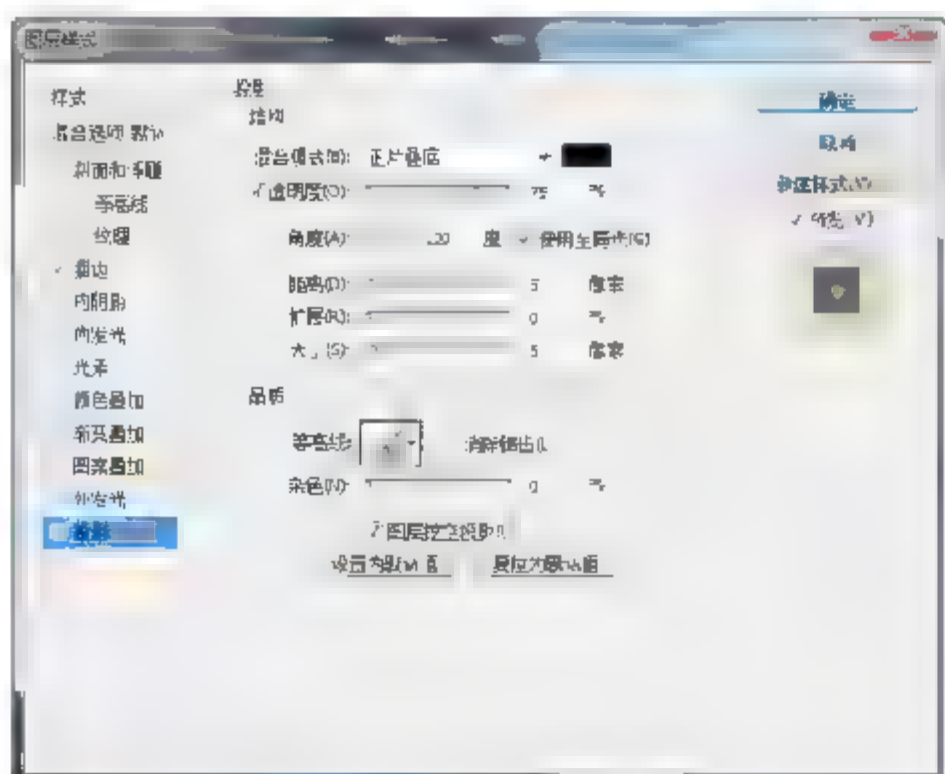 图层样式
样式
混合选项:默认
斜面和浮雕
等高线
纹理
描边
内阴影
内发光
光泽
颜色叠加
渐变叠加
图案叠加
外发光
投影
投影
结构
混合模式(B): 正片叠底
不透明度(O): 75 %
角度(A): 120 度 使用全局光(G)
距离(D): 5 像素
扩展(R): 0 %
大小(S): 5 像素
品质
等高线: 消除锯齿(L)
杂色(N): 0 %
图层挖空投影(U)
设置为默认值 复位为默认值
确定
取消
新建样式(W)...
预览(V)